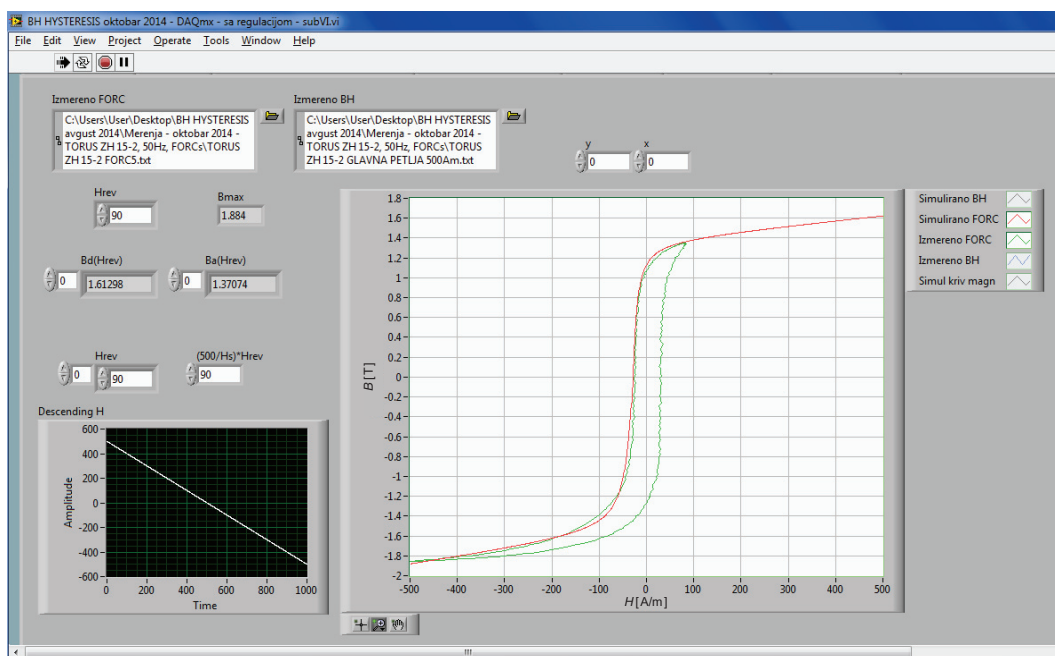 BH HYSTERESIS oktobar 2014 - DAQmx - sa regulacijom - subVI.vi
File Edit View Project Operate Tools Window Help
Izmereno FORC
C:\Users\User\Desktop\BH HYSTERESIS
avgust 2014\Merenja - oktobar 2014 -
TORUS ZH 15-2, 50Hz, FORCs\TORUS
ZH 15-2 FORC5.txt
Izmereno BH
C:\Users\User\Desktop\BH HYSTERESIS
avgust 2014\Merenja - oktobar 2014 -
TORUS ZH 15-2, 50Hz, FORCs\TORUS
ZH 15-2 GLAVNA PETLJA 500Am.txt
y
0
x
0
Hrev
90
Bmax
1.884
Bd(Hrev)
0
1.61298
Ba(Hrev)
0
1.37074
Hrev
0
90
(500/Hs)*Hrev
90
Descending H
600
400
200
0
-200
-400
-600
Amplitude
0 200 400 600 800 1000
Time
1.8
1.6
1.4
1.2
1
0.8
0.6
0.4
0.2
0
-0.2
-0.4
-0.6
-0.8
-1
-1.2
-1.4
-1.6
-1.8
-2
B[T]
-500 -400 -300 -200 -100 0 100 200 300 400 500
H[A/m]
Simulirano BH
Simulirano FORC
Izmereno FORC
Izmereno BH
Simul kriv magn